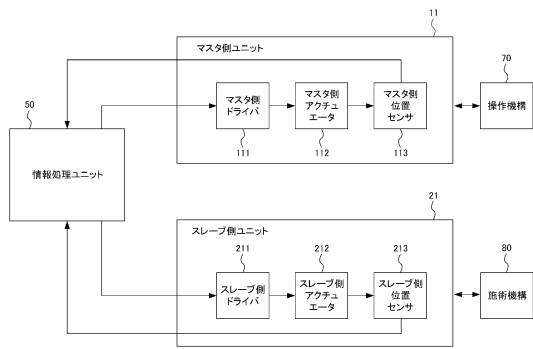 11
マスタ側ユニット
70
50
マスタ側
ドライバ
マスタ側
アクチュ
エータ
マスタ側
位置
センサ
操作機構
111
112
113
情報処理ユニット
21
スレーブ側ユニット
211
212
213
80
スレーブ側
ドライバ
スレーブ側
アクチュ
エータ
スレーブ側
位置
センサ
施術機構